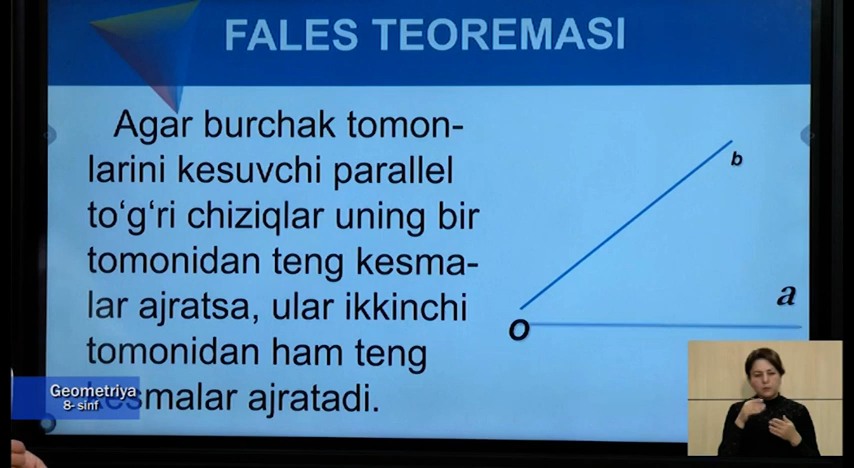 FALES TEOREMASI
Agar burchak tomon-
larini kesuvchi parallel
to‘g‘ri chiziqlar uning bir
tomonidan teng kesma-
lar ajratsa, ular ikkinchi
tomonidan ham teng
kesmalar ajratadi.
b
a
O
Geometriya
8- sinf